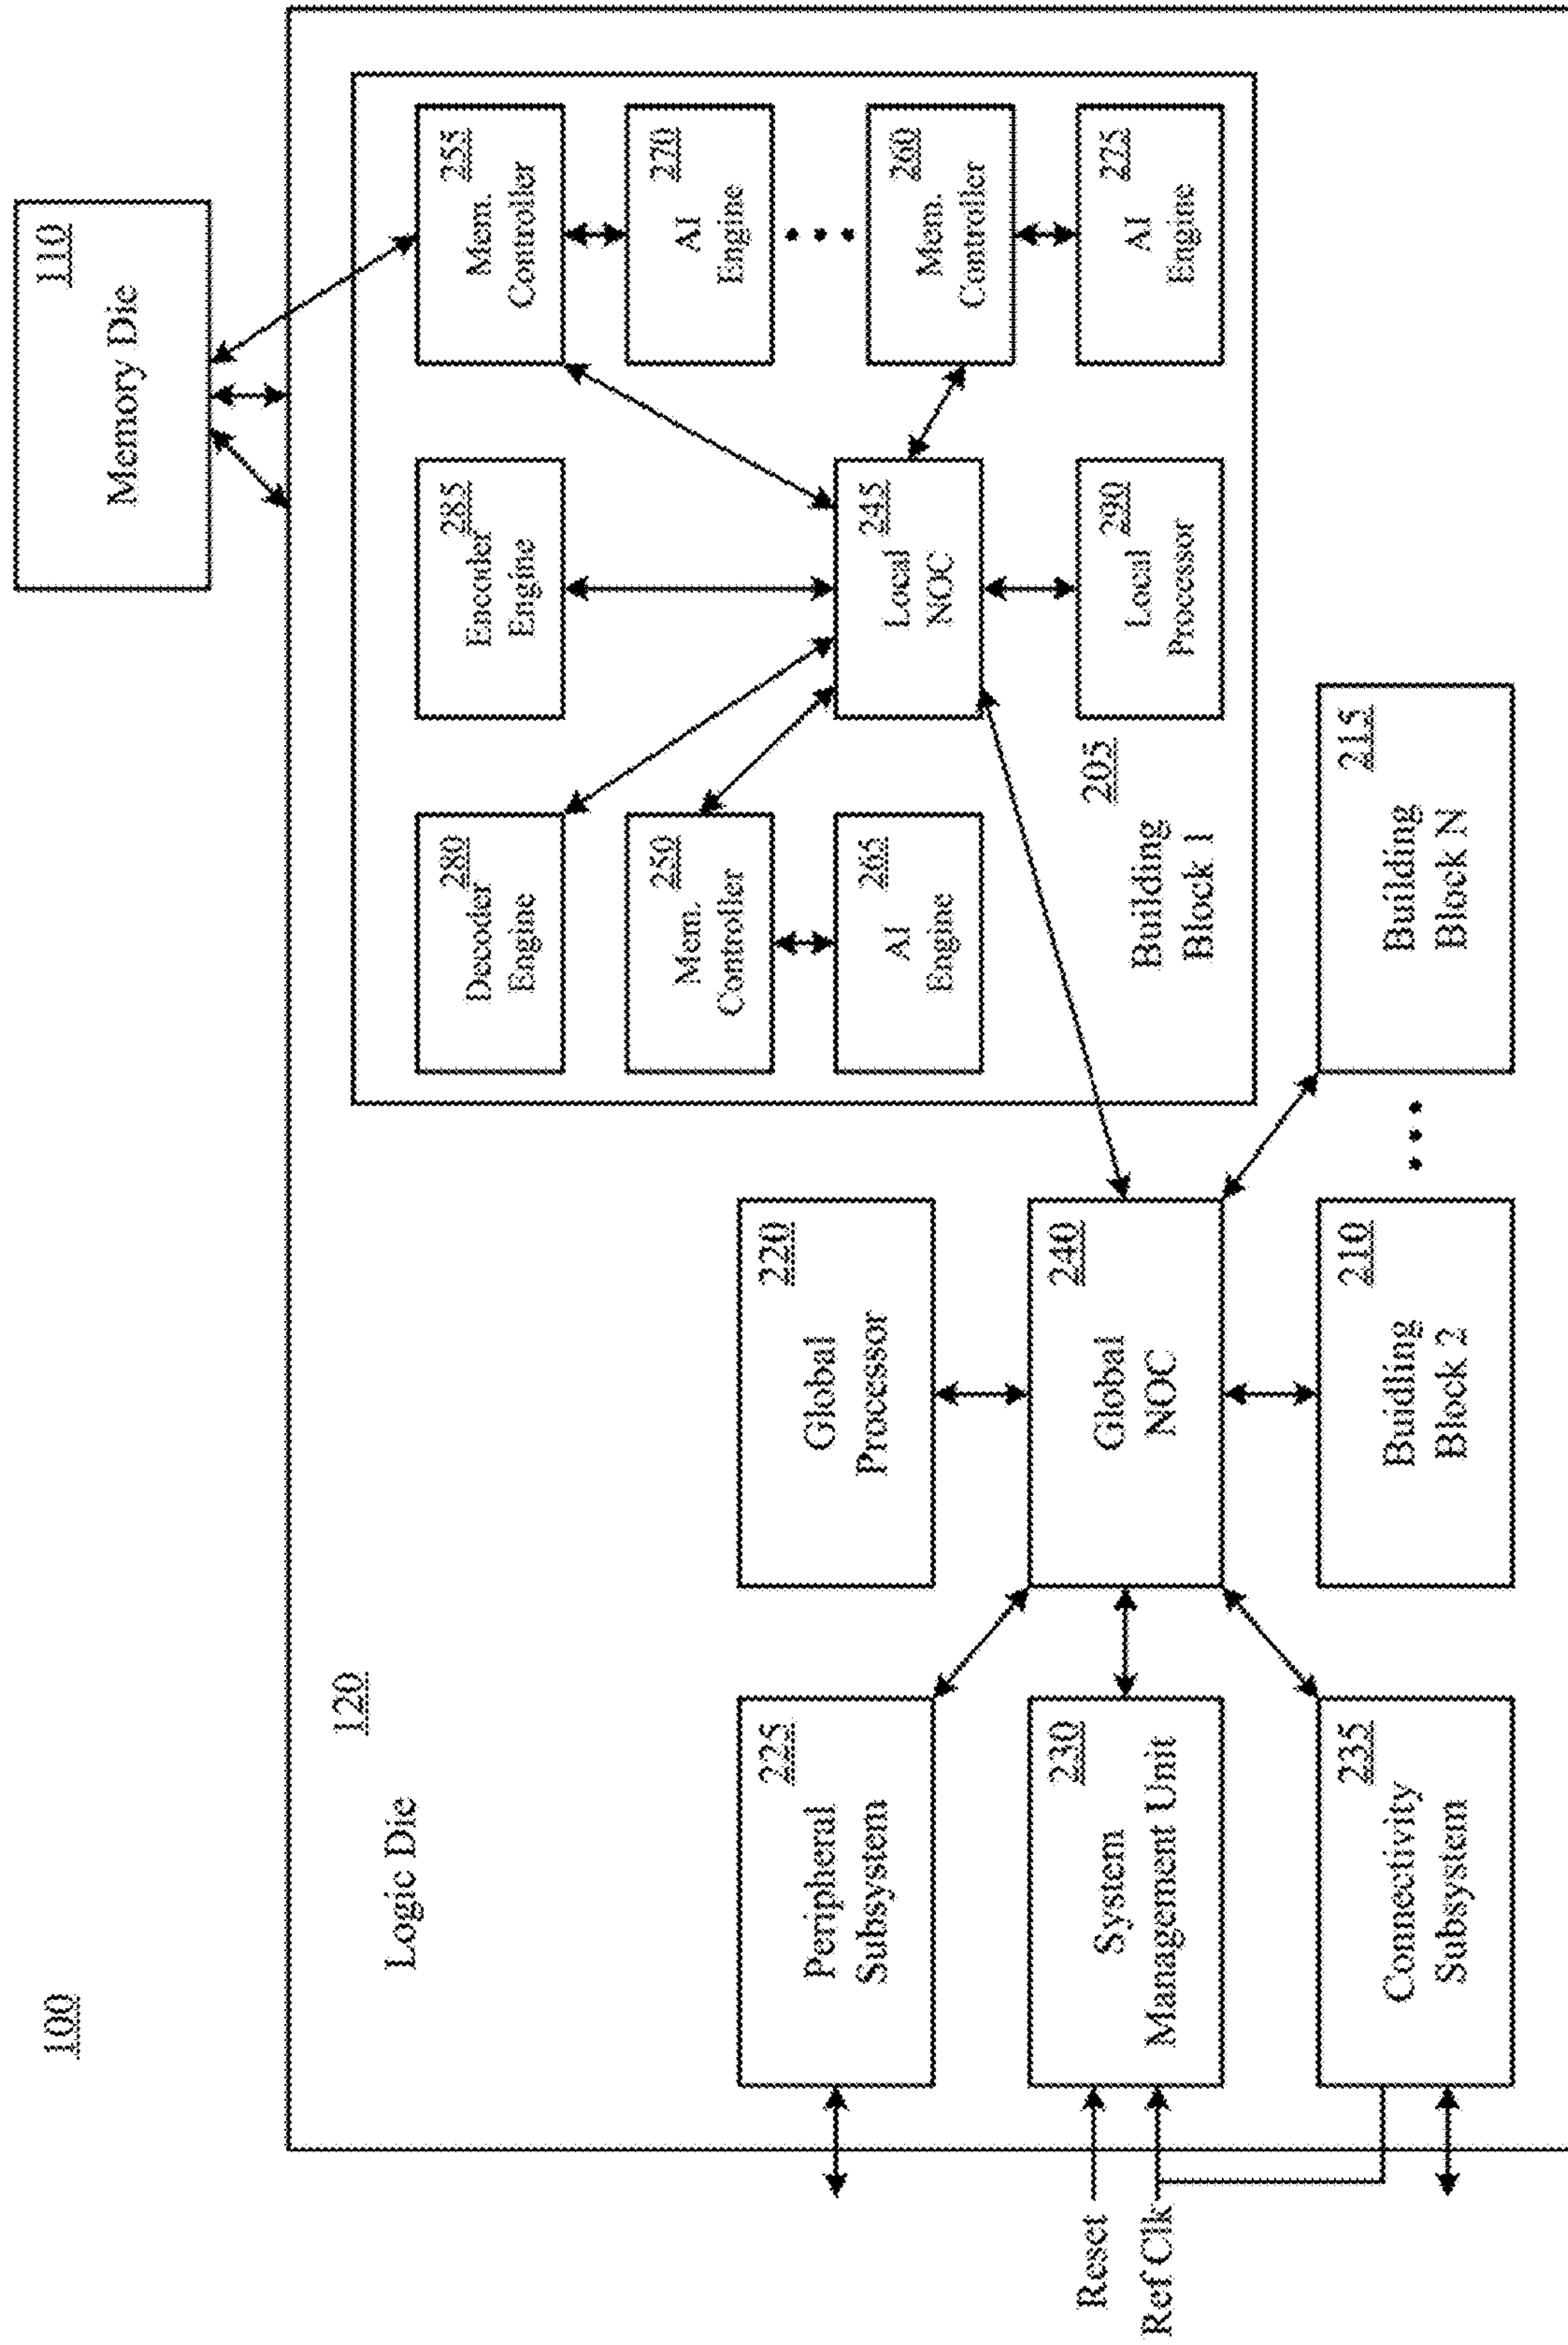 100
110
Memory Die
120
Logic Die
225
Peripheral
Subsystem
230
System
Management Unit
235
Connectivity
Subsystem
Reset
Ref Clk
220
Global
Processor
240
Global
NOC
210
Buidling
Block 2
215
Building
Block N
205
Building
Block 1
280
Decoder
Engine
250
Mem.
Controller
265
AI
Engine
285
Encoder
Engine
245
Local
NOC
290
Local
Processor
255
Mem.
Controller
270
AI
Engine
260
Mem.
Controller
275
AI
Engine